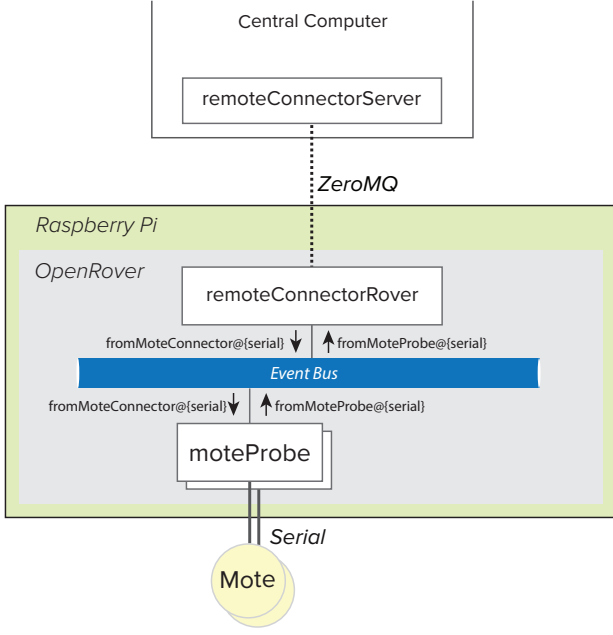 Central Computer
remoteConnectorServer
ZeroMQ
Raspberry Pi
OpenRover
remoteConnectorRover
fromMoteConnector@{serial} fromMoteProbe@{serial}
Event Bus
fromMoteConnector@{serial} fromMoteProbe@{serial}
moteProbe
Serial
Mote